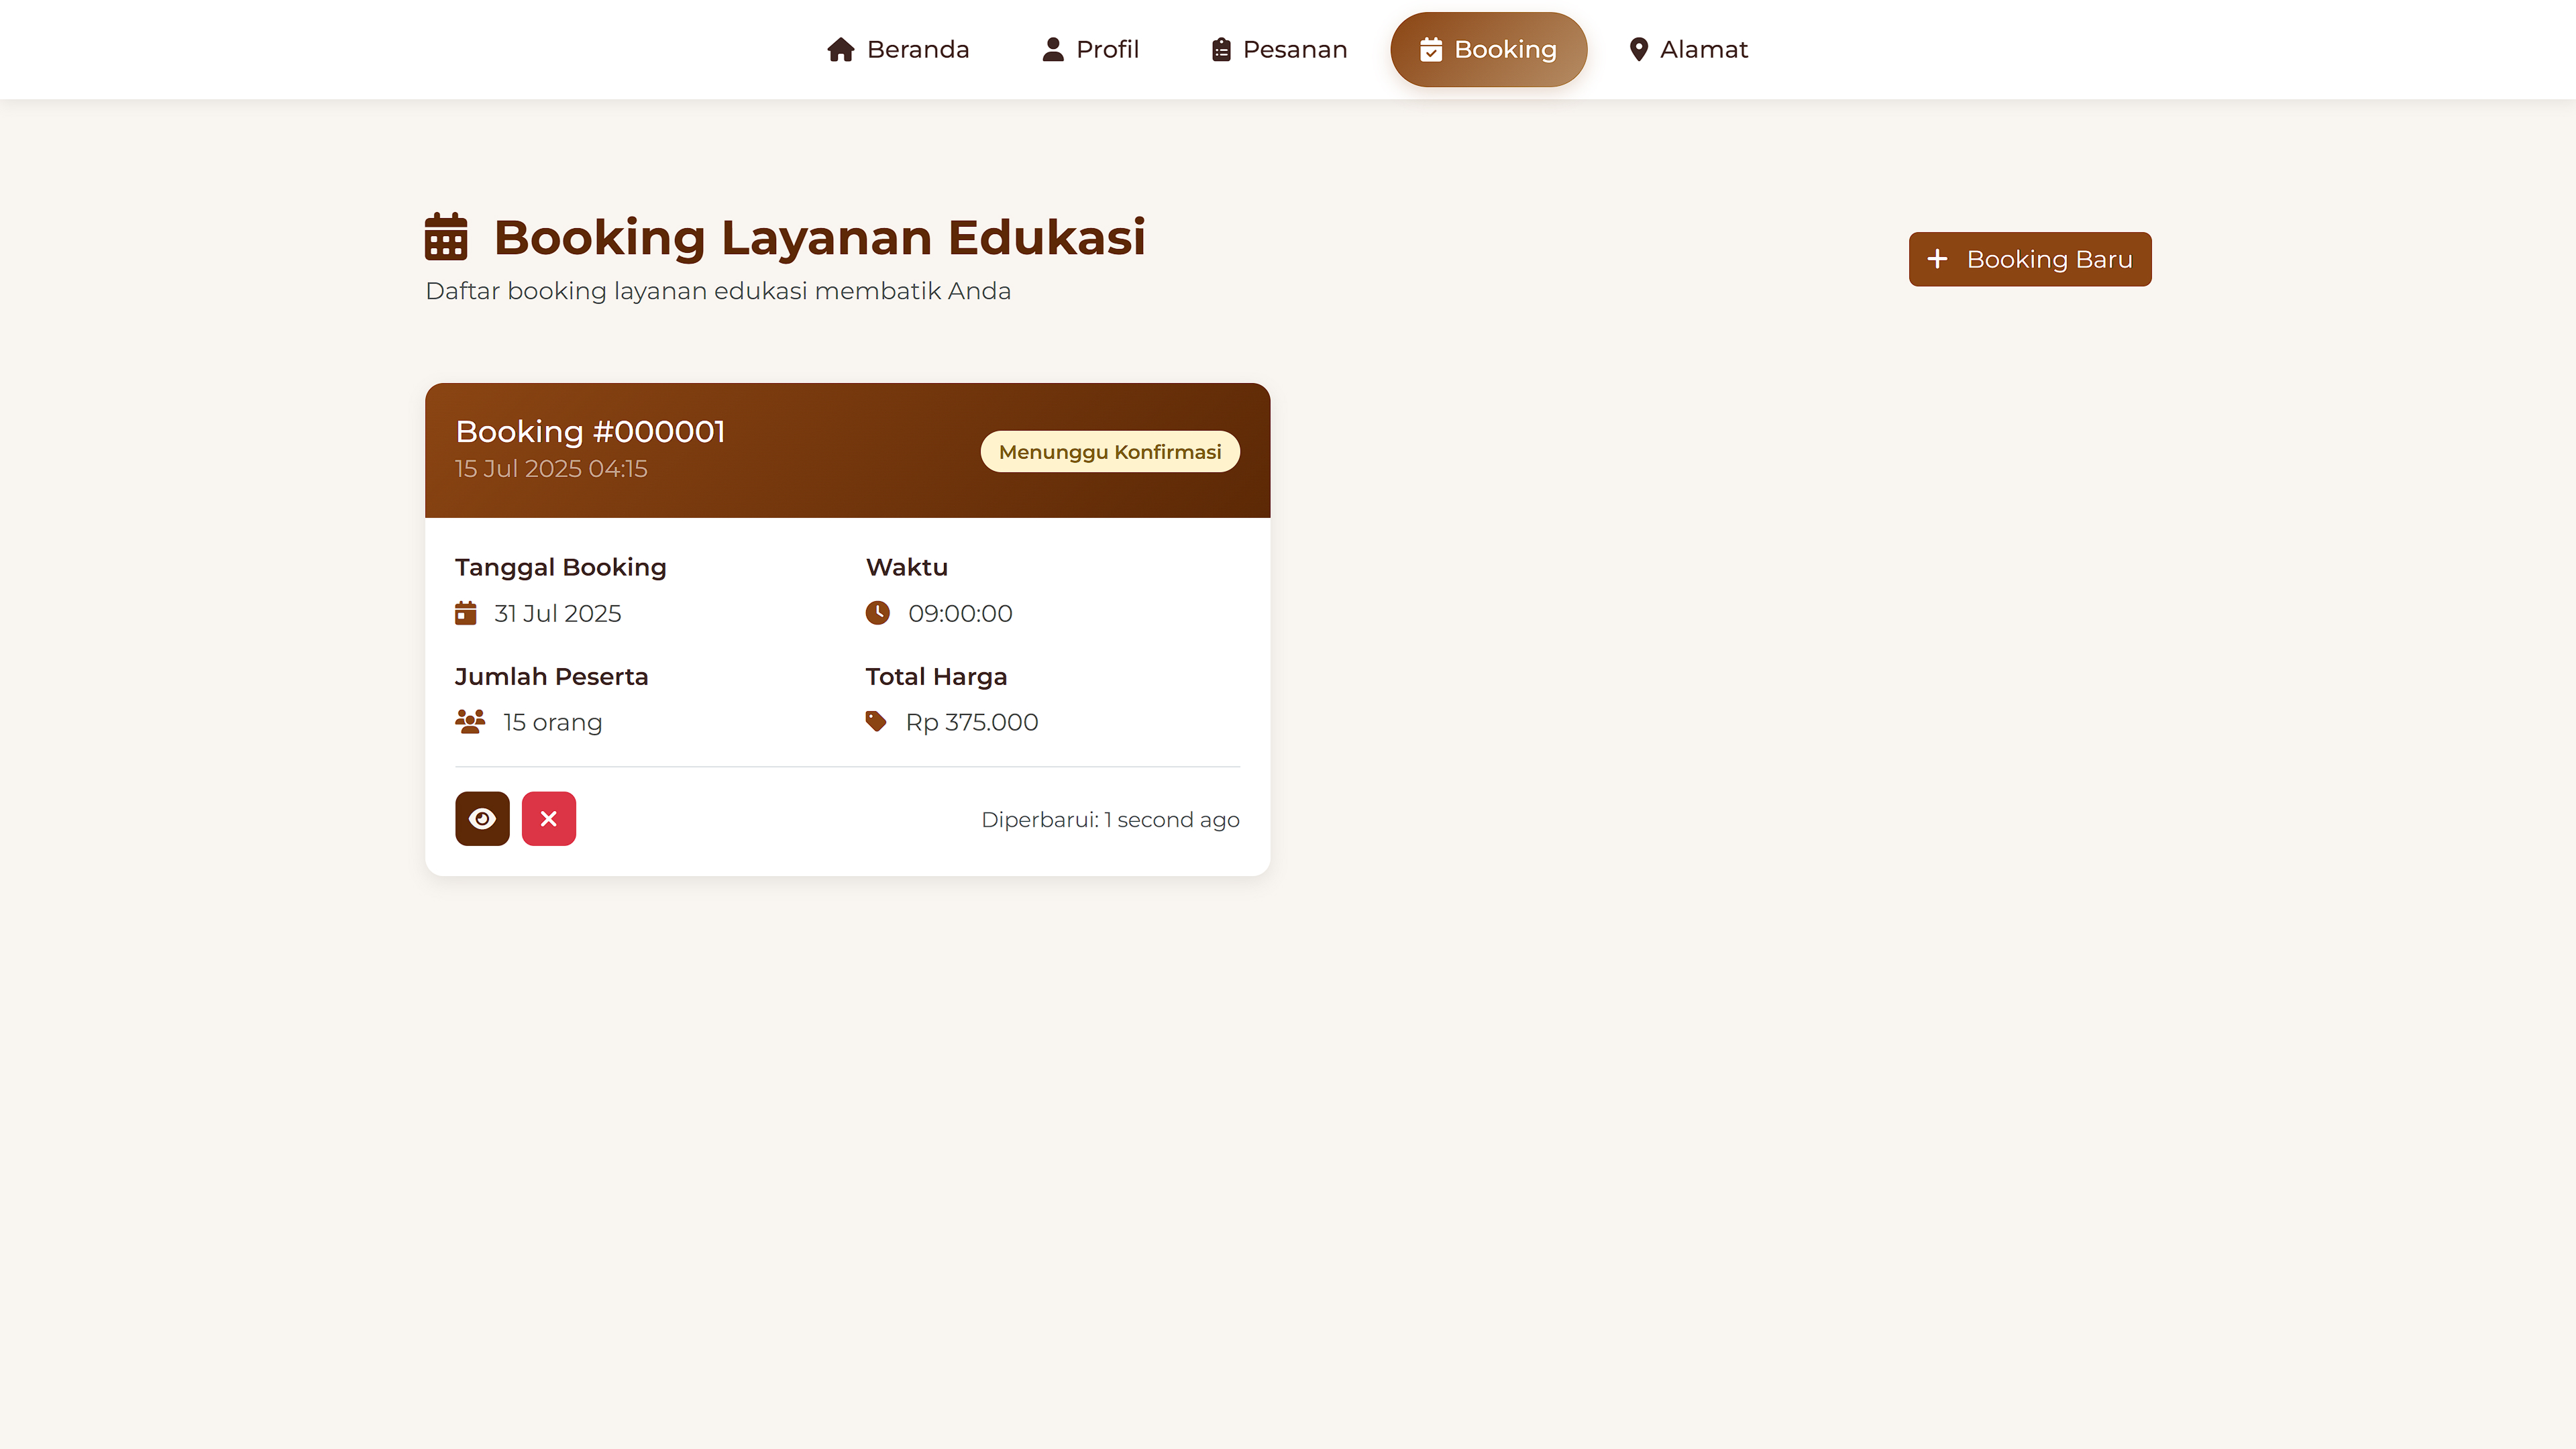 Beranda Profil Pesanan Booking Alamat
Booking Layanan Edukasi
Daftar booking layanan edukasi membatik Anda
Booking Baru
Booking #000001
15 Jul 2025 04:15
Menunggu Konfirmasi
Tanggal Booking
31 Jul 2025
Waktu
09:00:00
Jumlah Peserta
15 orang
Total Harga
Rp 375.000
Diperbarui: 1 second ago